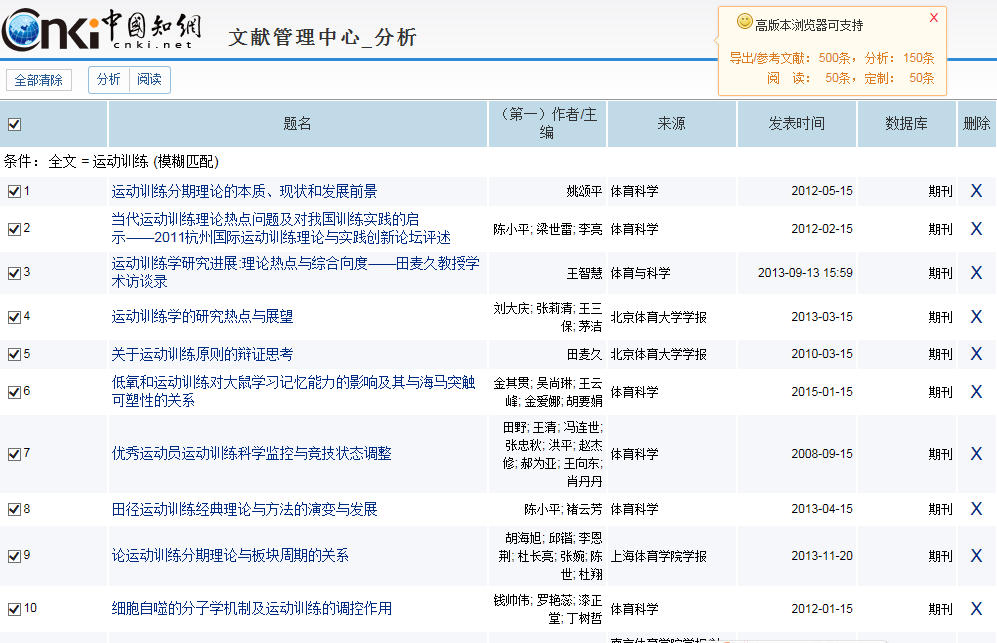 Cnki中国知网
cnki.net
文献管理中心_分析
高版本浏览器可支持
X
导出/参考文献: 500条, 分析: 150条
阅 读: 50条, 定制: 50条
全部清除 分析 阅读
题名 （第一）作者/主编 来源 发表时间 数据库 删除
条件: 全文 = 运动训练 (模糊匹配)
1 运动训练分期理论的本质、现状和发展前景 姚颂平 体育科学 2012-05-15 期刊 X
当代运动训练理论热点问题及对我国训练实践的启
2 示——2011杭州国际运动训练理论与实践创新论坛评述 陈小平; 梁世雷; 李亮 体育科学 2012-02-15 期刊 X
运动训练学研究进展:理论热点与综合向度——田麦久教授学
3 术访谈录 王智慧 体育与科学 2013-09-13 15:59 期刊 X
刘大庆; 张莉清; 王三
4 运动训练学的研究热点与展望 保; 茅洁 北京体育大学学报 2013-03-15 期刊 X
5 关于运动训练原则的辩证思考 田麦久 北京体育大学学报 2010-03-15 期刊 X
低氧和运动训练对大鼠学习记忆能力的影响及其与海马突触 金其贯; 吴尚琳; 王云
6 可塑性的关系 峰; 金爱娜; 胡要娟 体育科学 2015-01-15 期刊 X
田野; 王清; 冯连世;
张忠秋; 洪平; 赵杰
7 优秀运动员运动训练科学监控与竞技状态调整 修; 郝为亚; 王向东; 体育科学 2008-09-15 期刊 X
肖丹丹
8 田径运动训练经典理论与方法的演变与发展 陈小平; 褚云芳 体育科学 2013-04-15 期刊 X
胡海旭; 邱锴; 李恩
9 论运动训练分期理论与板块周期的关系 荆; 杜长亮; 张婉; 陈 上海体育学院学报 2013-11-20 期刊 X
世; 杜翔
钱帅伟; 罗艳蕊; 漆正
10 细胞自噬的分子学机制及运动训练的调控作用 堂; 丁树哲 体育科学 2012-01-15 期刊 X